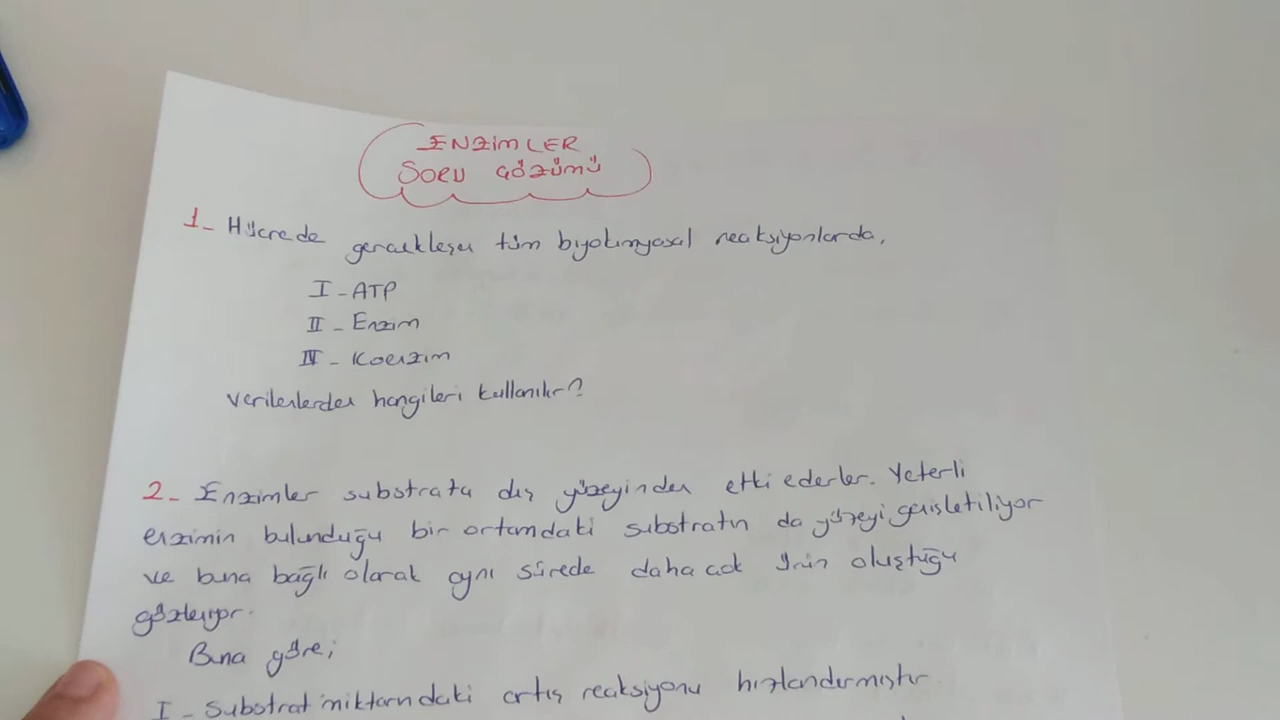 ENZİMLER
SORU ÇÖZÜMÜ
1- Hücrede gerçekleşen tüm biyokimyasal reaksiyonlarda,
I - ATP
II - Enzim
IV - Koenzim
verilenlerden hangileri kullanılır?
2- Enzimler substrata dış yüzeyinden etki ederler. Yeterli
enzimin bulunduğu bir ortamdaki substratın da yüzeyi genişletiliyor
ve buna bağlı olarak aynı sürede daha çok ürün oluştuğu
gözleniyor.
Buna göre;
I - Substrat miktarındaki artış reaksiyonu hızlandırmıştır.